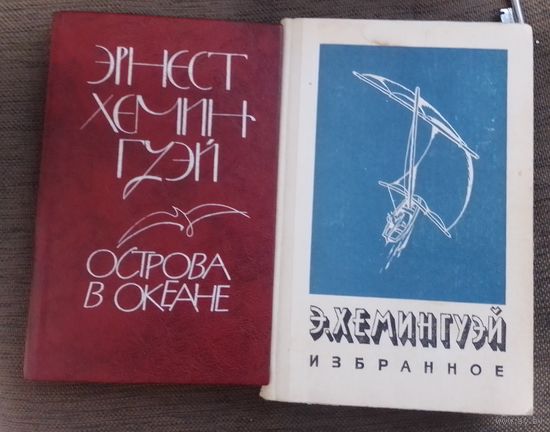 ЭРНЕСТ
ХЕМИН
ГУЭЙ
ОСТРОВА
В ОКЕАНЕ
Э.ХЕМИНГУЭЙ
ИЗБРАННОЕ